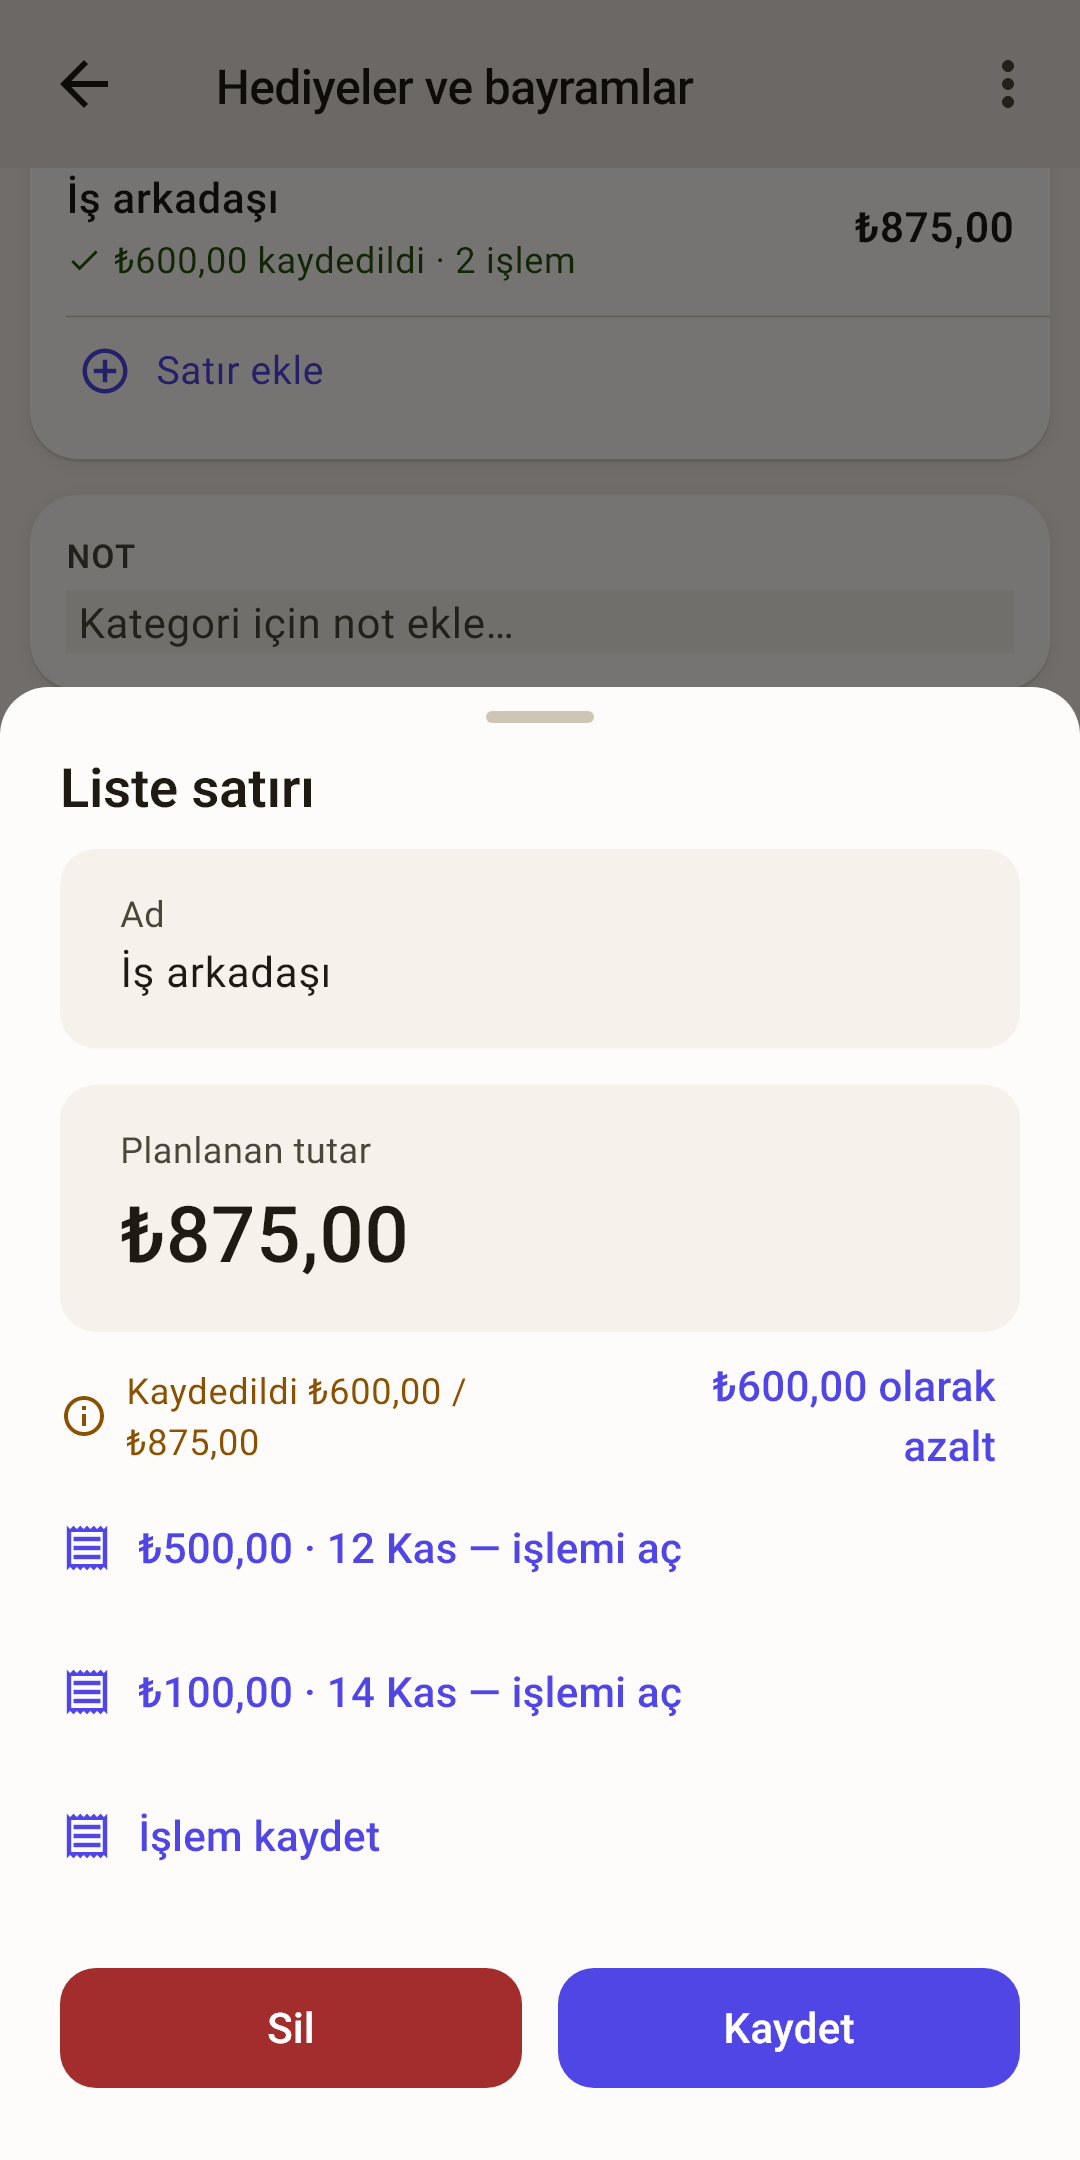 Hediyeler ve bayramlar
İş arkadaşı
₺875,00
₺600,00 kaydedildi · 2 işlem
Satır ekle
NOT
Kategori için not ekle…
Liste satırı
Ad
İş arkadaşı
Planlanan tutar
₺875,00
Kaydedildi ₺600,00 /
₺875,00
₺600,00 olarak
azalt
₺500,00 · 12 Kas — işlemi aç
₺100,00 · 14 Kas — işlemi aç
İşlem kaydet
Sil
Kaydet